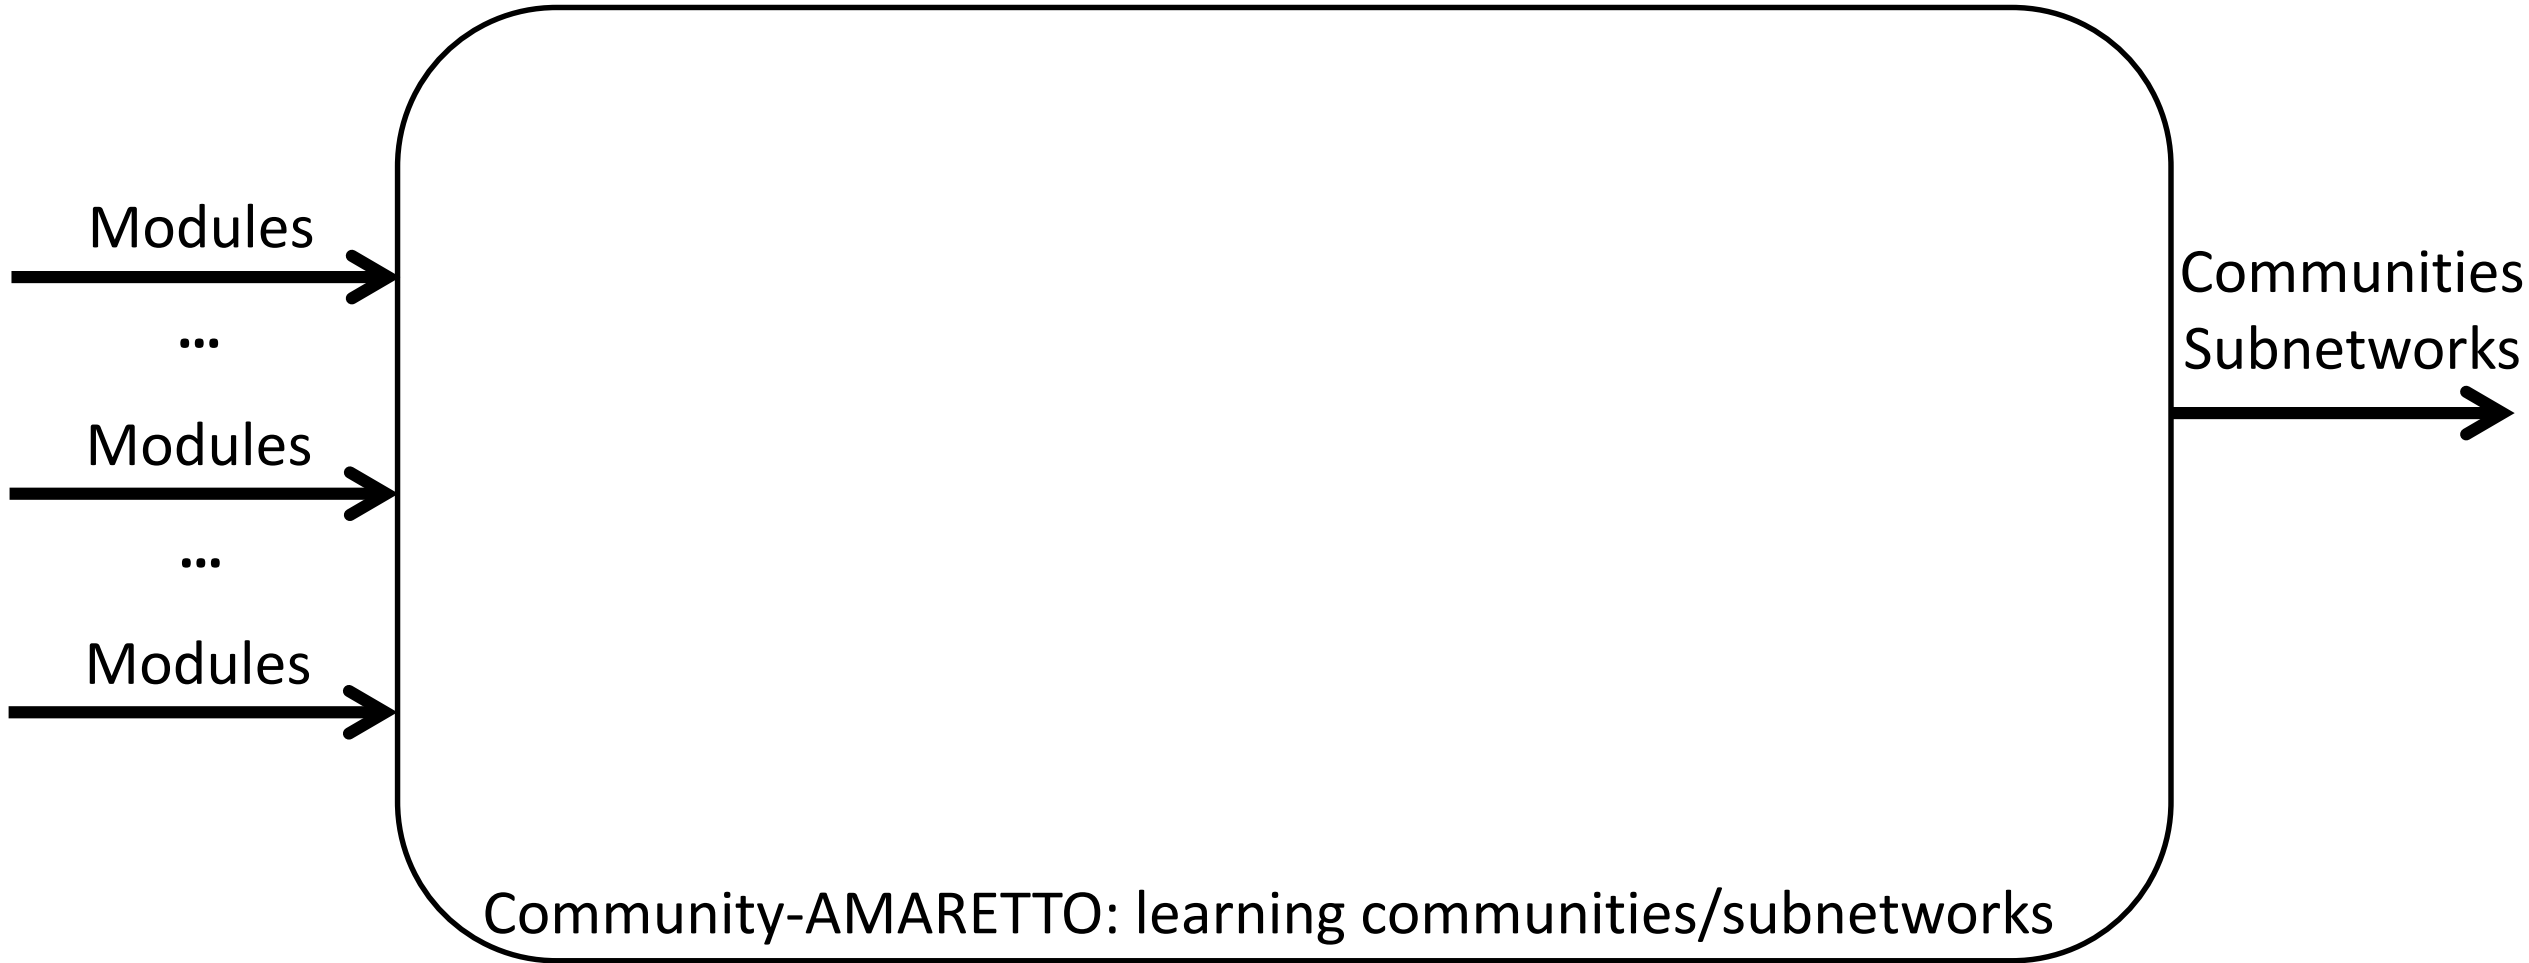 Modules
...
Modules
...
Modules
Communities
Subnetworks
Community-AMARETTO: learning communities/subnetworks